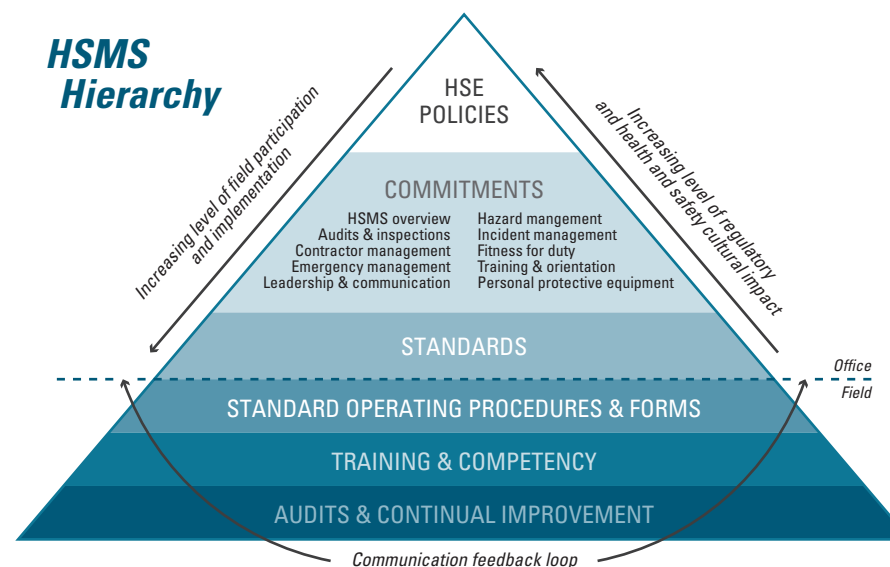 HSMS
Hierarchy
HSE
POLICIES
Increasing level of field participation
and implementation
Increasing level of regulatory
and health and safety cultural impact
COMMITMENTS
HSMS overview
Audits & inspections
Contractor management
Emergency management
Leadership & communication
Hazard mangement
Incident management
Fitness for duty
Training & orientation
Personal protective equipment
STANDARDS
Office
Field
STANDARD OPERATING PROCEDURES & FORMS
TRAINING & COMPETENCY
AUDITS & CONTINUAL IMPROVEMENT
Communication feedback loop